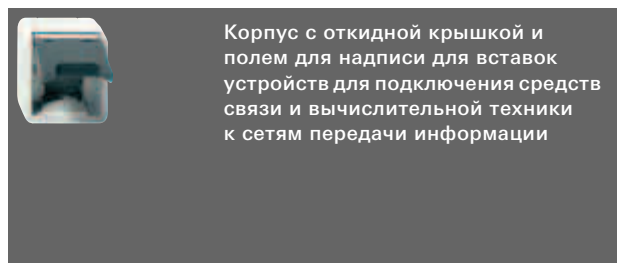 Корпус с откидной крышкой и
полем для надписи для вставок
устройств для подключения средств
связи и вычислительной техники
к сетям передачи информации